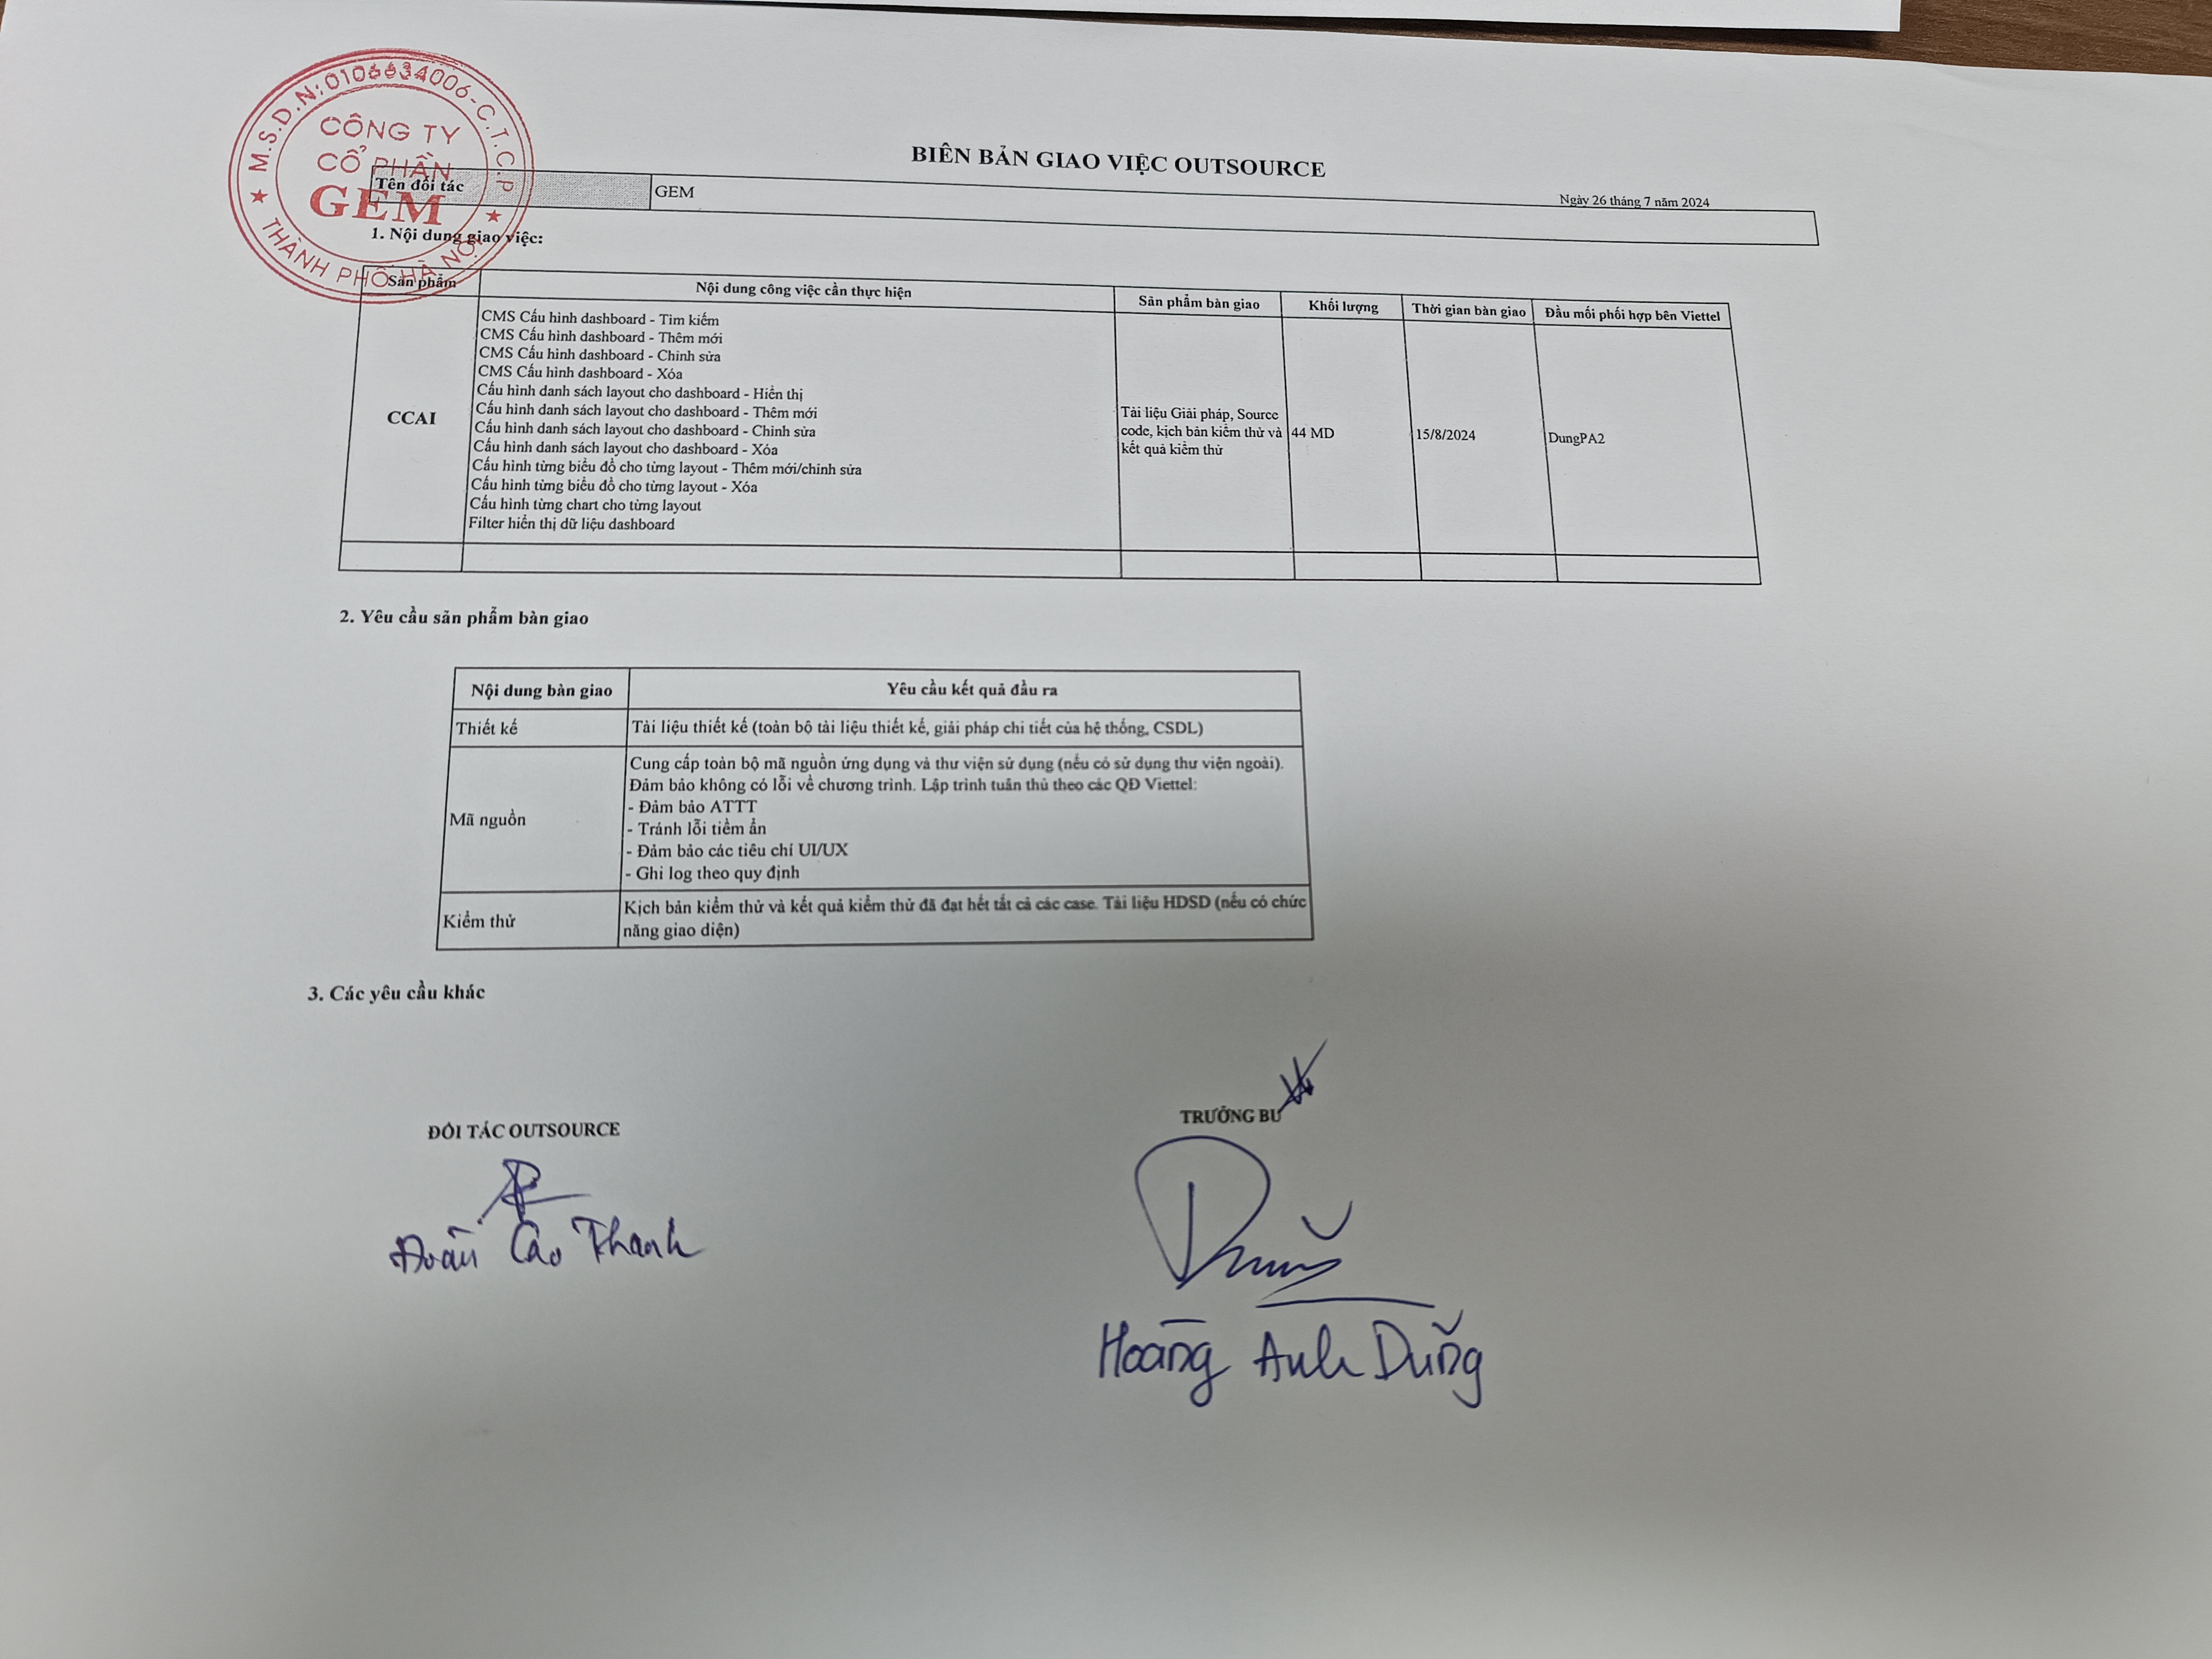 M.S.D.N: 0106634006-C.T.C.P
CÔNG TY
CỔ PHẦN
GEM
THÀNH PHỐ HÀ NỘI
BIÊN BẢN GIAO VIỆC OUTSOURCE
Ngày 26 tháng 7 năm 2024
Tên đối tác GEM
1. Nội dung giao việc:
Sản phẩm Nội dung công việc cần thực hiện Sản phẩm bàn giao Khối lượng Thời gian bàn giao Đầu mối phối hợp bên Viettel
CCAI
CMS Cấu hình dashboard - Tìm kiếm
CMS Cấu hình dashboard - Thêm mới
CMS Cấu hình dashboard - Chỉnh sửa
CMS Cấu hình dashboard - Xóa
Cấu hình danh sách layout cho dashboard - Hiển thị
Cấu hình danh sách layout cho dashboard - Thêm mới
Cấu hình danh sách layout cho dashboard - Chỉnh sửa
Cấu hình danh sách layout cho dashboard - Xóa
Cấu hình từng biểu đồ cho từng layout - Thêm mới/chỉnh sửa
Cấu hình từng biểu đồ cho từng layout - Xóa
Cấu hình từng chart cho từng layout
Filter hiển thị dữ liệu dashboard
Tài liệu Giải pháp, Source
code, kịch bản kiểm thử và
kết quả kiểm thử
44 MD
15/8/2024
DungPA2
2. Yêu cầu sản phẩm bàn giao
Nội dung bàn giao Yêu cầu kết quả đầu ra
Thiết kế Tài liệu thiết kế (toàn bộ tài liệu thiết kế, giải pháp chi tiết của hệ thống, CSDL)
Mã nguồn
Cung cấp toàn bộ mã nguồn ứng dụng và thư viện sử dụng (nếu có sử dụng thư viện ngoài).
Đảm bảo không có lỗi về chương trình. Lập trình tuân thủ theo các QĐ Viettel:
- Đảm bảo ATTT
- Tránh lỗi tiềm ẩn
- Đảm bảo các tiêu chí UI/UX
- Ghi log theo quy định
Kiểm thử
Kịch bản kiểm thử và kết quả kiểm thử đã đạt hết tất cả các case. Tài liệu HDSD (nếu có chức
năng giao diện)
3. Các yêu cầu khác
ĐỐI TÁC OUTSOURCE
Đoàn Cao Thanh
TRƯỞNG BU
Hoàng Anh Dũng